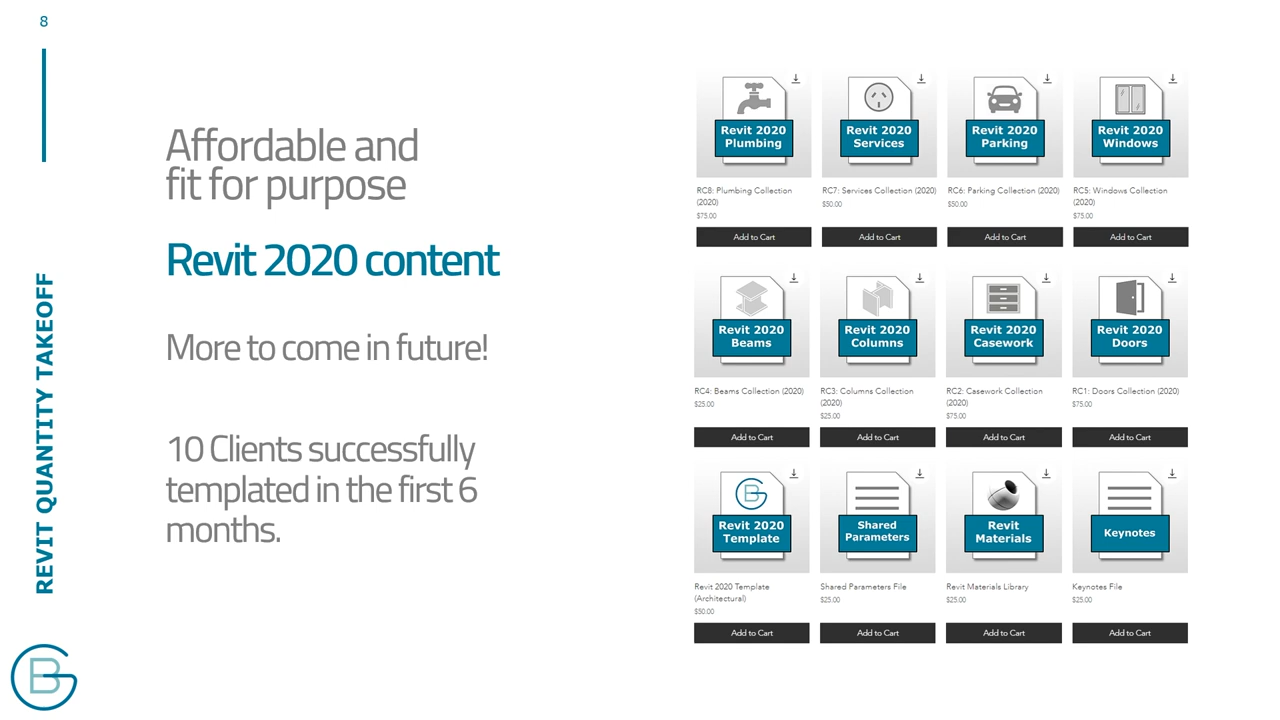 8
REVIT QUANTITY TAKEOFF
Affordable and
fit for purpose
Revit 2020 content
More to come in future!
10 Clients successfully
templated in the first 6
months.
Revit 2020
Plumbing
RC8: Plumbing Collection
(2020)
$75.00
Add to Cart
Revit 2020
Services
RC7: Services Collection (2020)
$50.00
Add to Cart
Revit 2020
Parking
RC6: Parking Collection (2020)
$50.00
Add to Cart
Revit 2020
Windows
RC5: Windows Collection
(2020)
$75.00
Add to Cart
Revit 2020
Beams
RC4: Beams Collection (2020)
$25.00
Add to Cart
Revit 2020
Columns
RC3: Columns Collection
(2020)
$25.00
Add to Cart
Revit 2020
Casework
RC2: Casework Collection
(2020)
$75.00
Add to Cart
Revit 2020
Doors
RC1: Doors Collection (2020)
$75.00
Add to Cart
Revit 2020
Template
Revit 2020 Template
(Architectural)
$50.00
Add to Cart
Shared
Parameters
Shared Parameters File
$25.00
Add to Cart
Revit
Materials
Revit Materials Library
$25.00
Add to Cart
Keynotes
Keynotes File
$25.00
Add to Cart